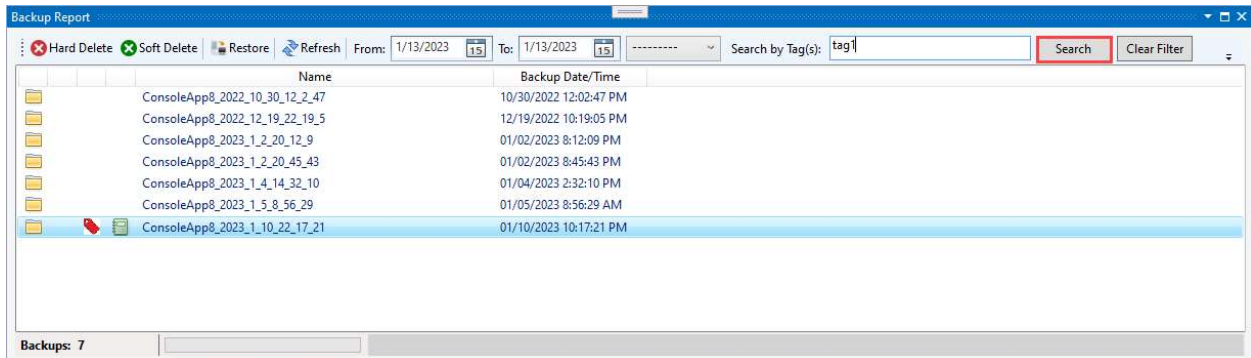 Backup Report
Hard Delete Soft Delete Restore Refresh From: 1/13/2023 15 To: 1/13/2023 15 --------- Search by Tag(s): tag1 Search Clear Filter
Name Backup Date/Time
ConsoleApp8_2022_10_30_12_2_47 10/30/2022 12:02:47 PM
ConsoleApp8_2022_12_19_22_19_5 12/19/2022 10:19:05 PM
ConsoleApp8_2023_1_2_20_12_9 01/02/2023 8:12:09 PM
ConsoleApp8_2023_1_2_20_45_43 01/02/2023 8:45:43 PM
ConsoleApp8_2023_1_4_14_32_10 01/04/2023 2:32:10 PM
ConsoleApp8_2023_1_5_8_56_29 01/05/2023 8:56:29 AM
ConsoleApp8_2023_1_10_22_17_21 01/10/2023 10:17:21 PM
Backups: 7